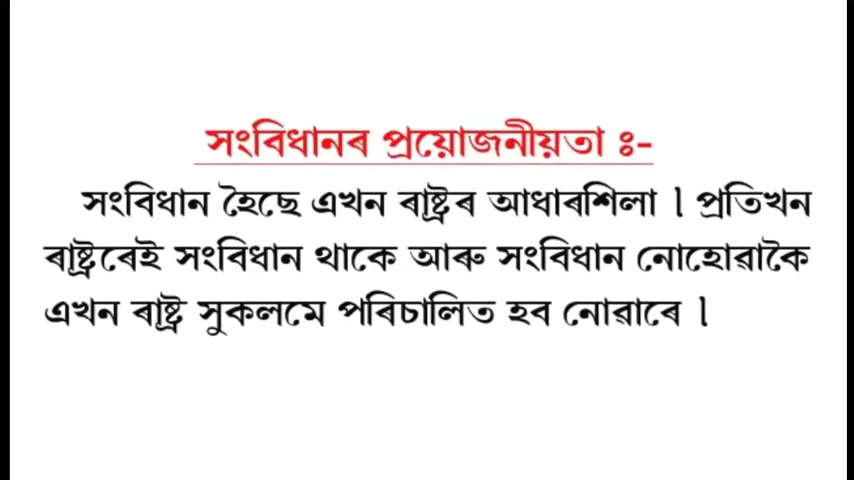 সংবিধানৰ প্ৰয়োজনীয়তা ঃ-
সংবিধান হৈছে এখন ৰাষ্ট্ৰৰ আধাৰশিলা । প্ৰতিখন
ৰাষ্ট্ৰৰেই সংবিধান থাকে আৰু সংবিধান নোহোৱাকৈ
এখন ৰাষ্ট্ৰ সুকলমে পৰিচালিত হব নোৱাৰে ।